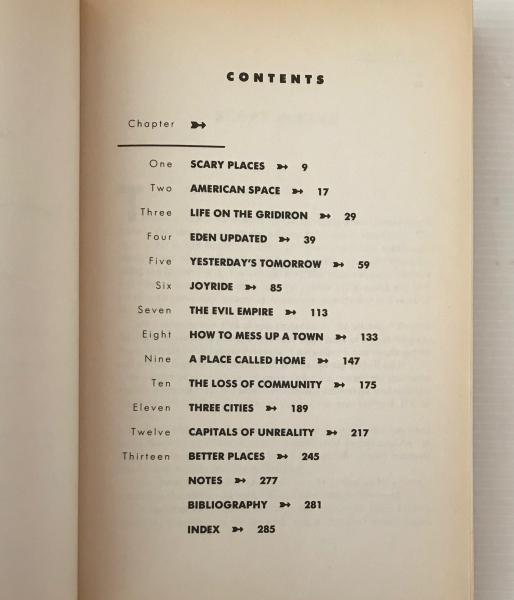 CONTENTS
Chapter ➳
One SCARY PLACES ➳ 9
Two AMERICAN SPACE ➳ 17
Three LIFE ON THE GRIDIRON ➳ 29
Four EDEN UPDATED ➳ 39
Five YESTERDAY'S TOMORROW ➳ 59
Six JOYRIDE ➳ 85
Seven THE EVIL EMPIRE ➳ 113
Eight HOW TO MESS UP A TOWN ➳ 133
Nine A PLACE CALLED HOME ➳ 147
Ten THE LOSS OF COMMUNITY ➳ 175
Eleven THREE CITIES ➳ 189
Twelve CAPITALS OF UNREALITY ➳ 217
Thirteen BETTER PLACES ➳ 245
NOTES ➳ 277
BIBLIOGRAPHY ➳ 281
INDEX ➳ 285